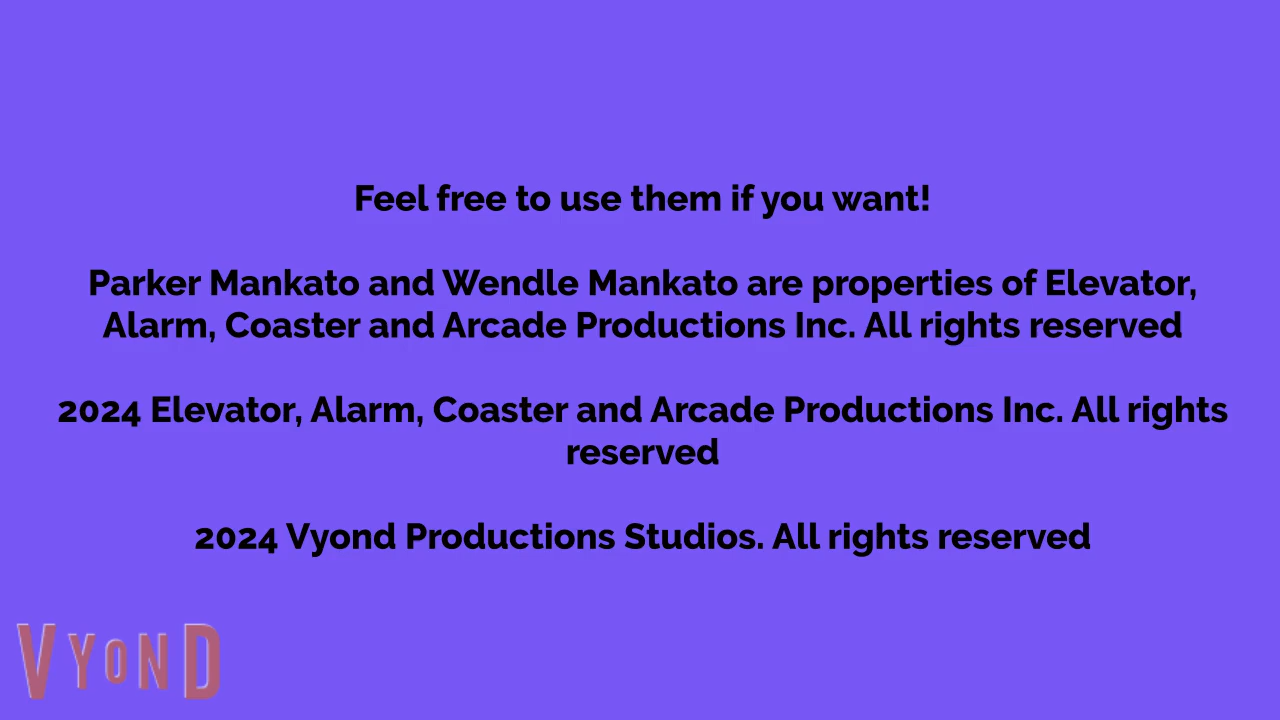 Feel free to use them if you want!
Parker Mankato and Wendle Mankato are properties of Elevator,
Alarm, Coaster and Arcade Productions Inc. All rights reserved
2024 Elevator, Alarm, Coaster and Arcade Productions Inc. All rights
reserved
2024 Vyond Productions Studios. All rights reserved
VYOND